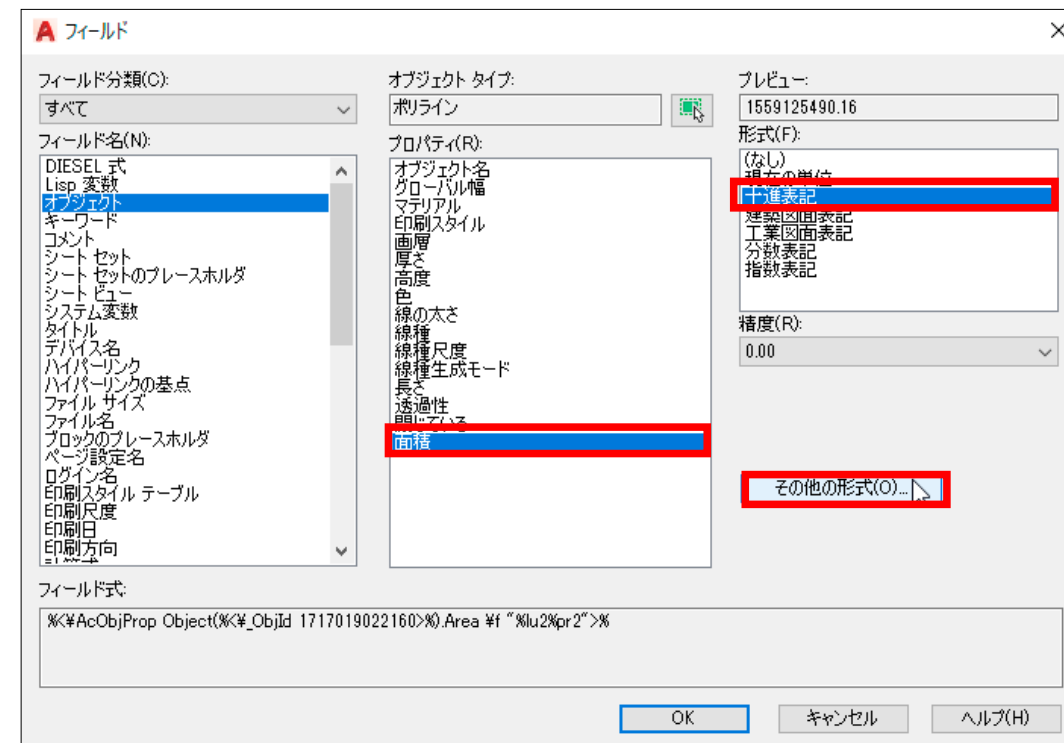 フィールド
フィールド分類(C):
すべて
フィールド名(N):
DIESEL 式
Lisp 変数
オブジェクト
キーワード
コメント
シート セット
シート セットのプレースホルダ
シート ビュー
システム変数
タイトル
デバイス名
ハイパーリンク
ハイパーリンクの基点
ファイル サイズ
ファイル名
ブロックのプレースホルダ
ページ設定名
ログイン名
印刷スタイル テーブル
印刷尺度
印刷日
印刷方向
オブジェクト タイプ:
ポリライン
プロパティ(R):
オブジェクト名
グローバル幅
マテリアル
印刷スタイル
画層
厚さ
高度
色
線の太さ
線種
線種尺度
線種生成モード
長さ
透過性
閉じている
面積
プレビュー:
1559125490.16
形式(F):
(なし)
現在の単位
十進表記
建築図面表記
工業図面表記
分数表記
指数表記
精度(R):
0.00
その他の形式(O)...
フィールド式:
%<¥AcObjProp Object(%<¥_ObjId 1717019022160>%).Area ¥f "%lu2%pr2">%
OK
キャンセル
ヘルプ(H)